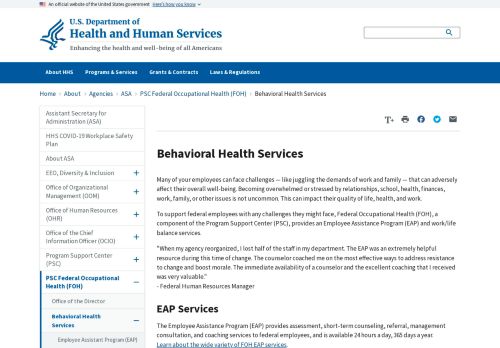 An official website of the United States government Here's how you know
U.S. Department of
Health and Human Services
Enhancing the health and well-being of all Americans
About HHS Programs & Services Grants & Contracts Laws & Regulations
Home › About › Agencies › ASA › PSC Federal Occupational Health (FOH) › Behavioral Health Services
Assistant Secretary for
Administration (ASA)
HHS COVID-19 Workplace Safety
Plan
About ASA
EEO, Diversity & Inclusion
Office of Organizational
Management (OOM)
Office of Human Resources
(OHR)
Office of the Chief
Information Officer (OCIO)
Program Support Center
(PSC)
PSC Federal Occupational
Health (FOH)
Office of the Director
Behavioral Health
Services
Employee Assistance Program (EAP)
T+
Behavioral Health Services
Many of your employees can face challenges — like juggling the demands of work and family — that can adversely
affect their overall well-being. Becoming overwhelmed or stressed by relationships, school, health, finances,
work, family, or other issues is not uncommon. This can impact their quality of life, health, and work.
To support federal employees with any challenges they might face, Federal Occupational Health (FOH), a
component of the Program Support Center (PSC), provides an Employee Assistance Program (EAP) and work/life
balance services.
"When my agency reorganized, I lost half of the staff in my department. The EAP was an extremely helpful
resource during this time of change. The counselor coached me on the most effective ways to address resistance
to change and boost morale. The immediate availability of a counselor and the excellent coaching that I received
was very valuable."
- Federal Human Resources Manager
EAP Services
The Employee Assistance Program (EAP) provides assessment, short-term counseling, referral, management
consultation, and coaching services to federal employees, and is available 24 hours a day, 365 days a year.
Learn about the wide variety of FOH EAP services.